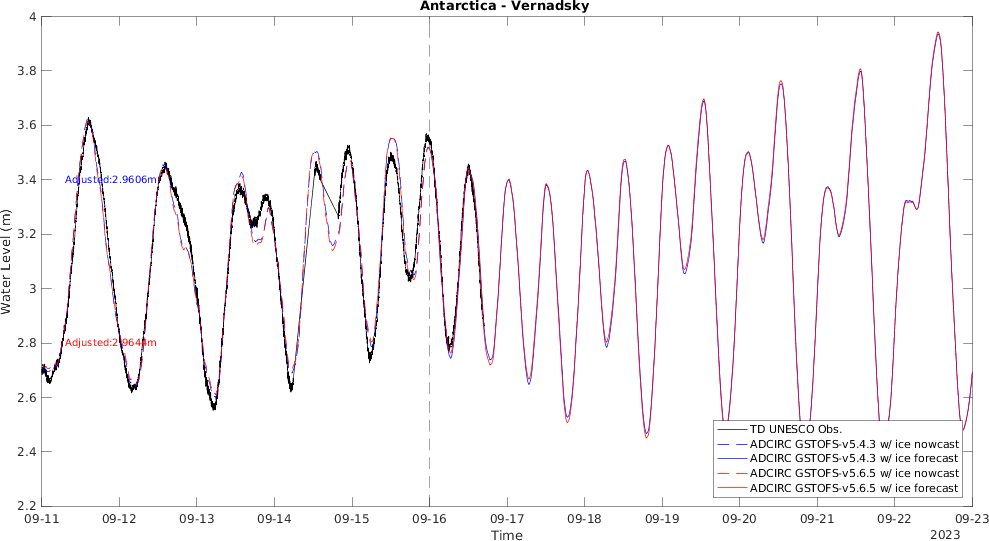 Antarctica - Vernadsky
4
3.8
3.6
3.4
3.2
3
2.8
2.6
2.4
2.2
Water Level (m)
Adjusted:2.9606m
Adjusted:2.9644m
TD UNESCO Obs.
ADCIRC GSTOFS-v5.4.3 w/ ice nowcast
ADCIRC GSTOFS-v5.4.3 w/ ice forecast
ADCIRC GSTOFS-v5.6.5 w/ ice nowcast
ADCIRC GSTOFS-v5.6.5 w/ ice forecast
09-11 09-12 09-13 09-14 09-15 09-16 09-17 09-18 09-19 09-20 09-21 09-22 09-23
Time
2023